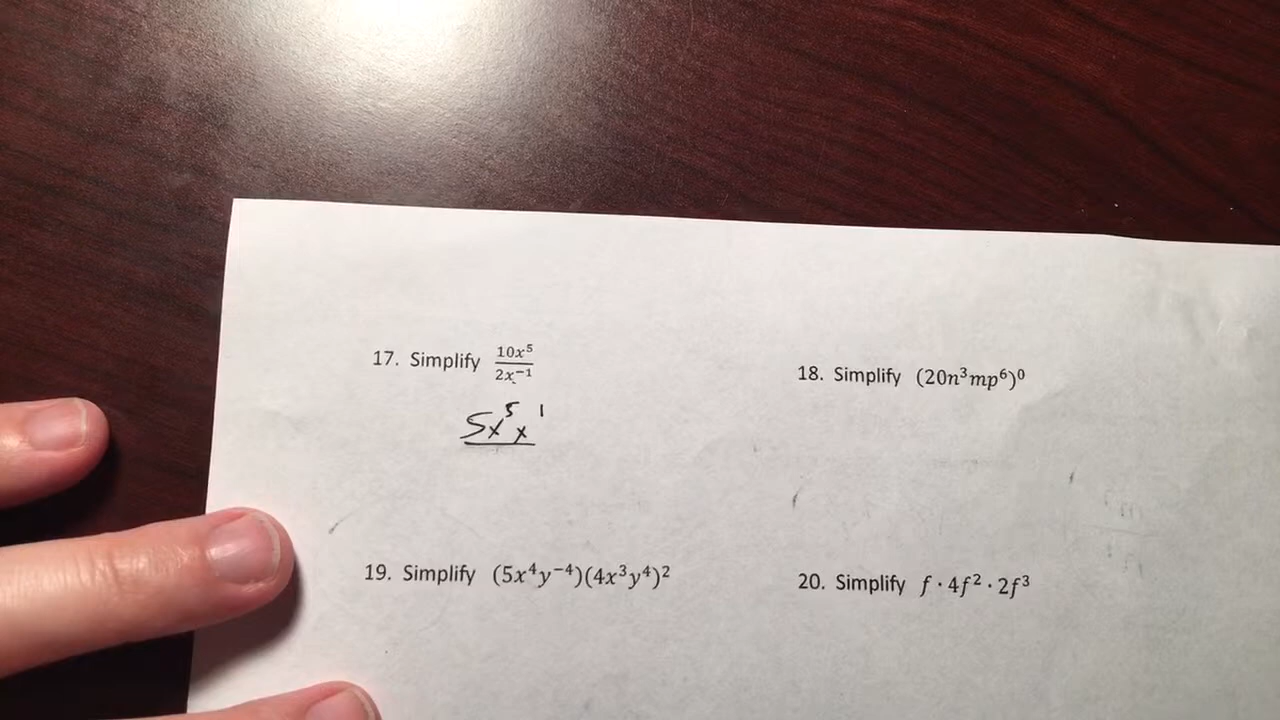 17. Simplify 10x⁵/2x⁻¹
18. Simplify (20n³mp⁶)⁰
5x⁵x¹
19. Simplify (5x⁴y⁻⁴)(4x³y⁴)²
20. Simplify f · 4f² · 2f³